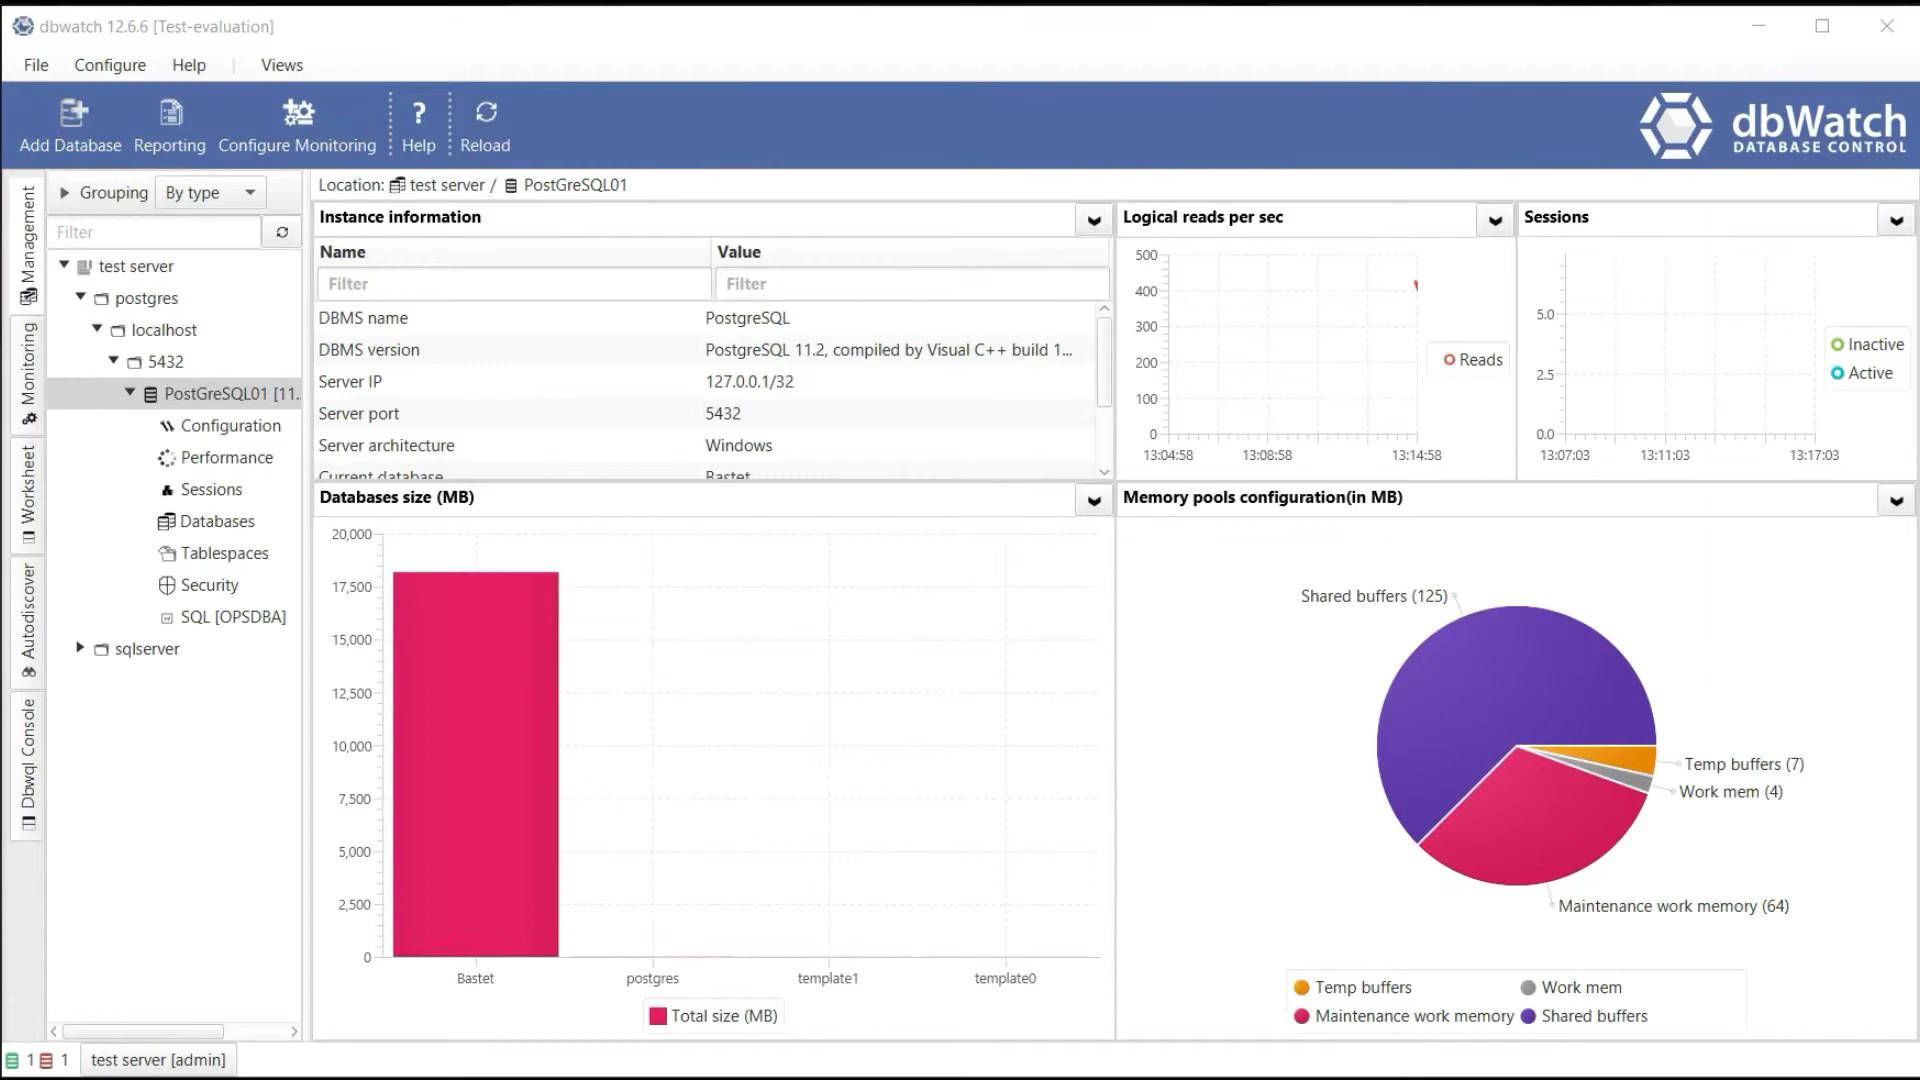 dbwatch 12.6.6 [Test-evaluation]
File Configure Help Views
Add Database Reporting Configure Monitoring ? Help Reload
dbWatch
DATABASE CONTROL
Management
Monitoring
Worksheet
Autodiscover
Dbwql Console
Grouping By type
Filter
test server
postgres
localhost
5432
PostGreSQL01 [11..
Configuration
Performance
Sessions
Databases
Tablespaces
Security
SQL [OPSDBA]
sqlserver
Location: test server / PostGreSQL01
Instance information
Name Value
Filter Filter
DBMS name PostgreSQL
DBMS version PostgreSQL 11.2, compiled by Visual C++ build 1...
Server IP 127.0.0.1/32
Server port 5432
Server architecture Windows
Current database Bastet
Logical reads per sec
500
400
300
200
100
0
13:04:58 13:08:58 13:14:58
Reads
Sessions
5.0
2.5
0.0
13:07:03 13:11:03 13:17:03
Inactive
Active
Databases size (MB)
20,000
17,500
15,000
12,500
10,000
7,500
5,000
2,500
0
Bastet postgres template1 template0
Total size (MB)
Memory pools configuration(in MB)
Shared buffers (125)
Temp buffers (7)
Work mem (4)
Maintenance work memory (64)
Temp buffers Work mem
Maintenance work memory Shared buffers
1 1 test server [admin]